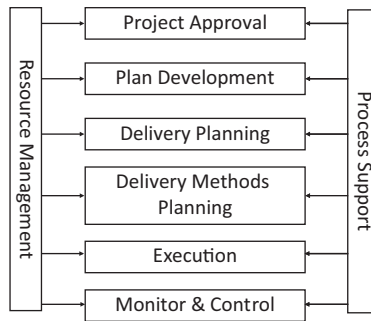 Resource Management
Project Approval
Plan Development
Delivery Planning
Delivery Methods
Planning
Execution
Monitor & Control
Process Support